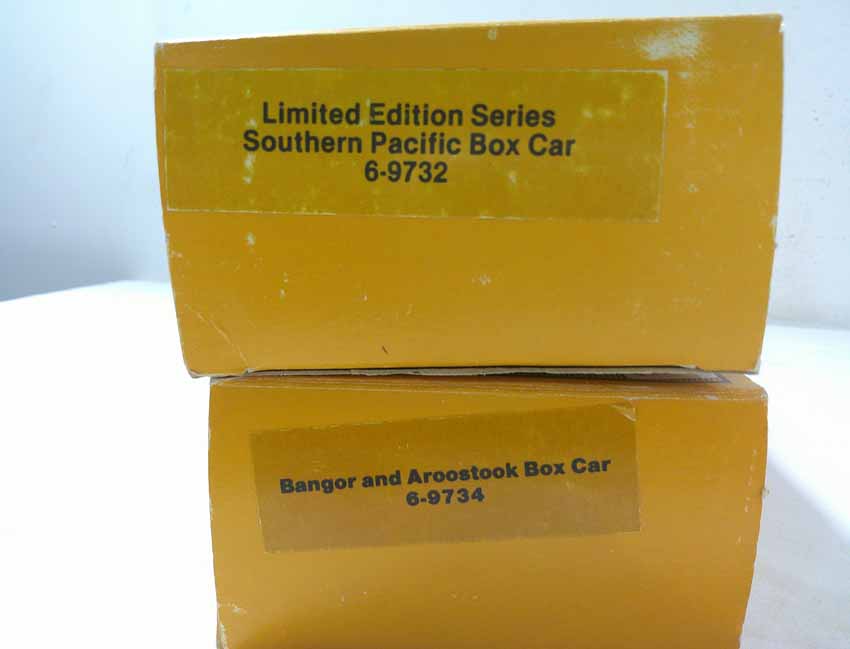 Limited Edition Series
Southern Pacific Box Car
6-9732
Bangor and Aroostook Box Car
6-9734